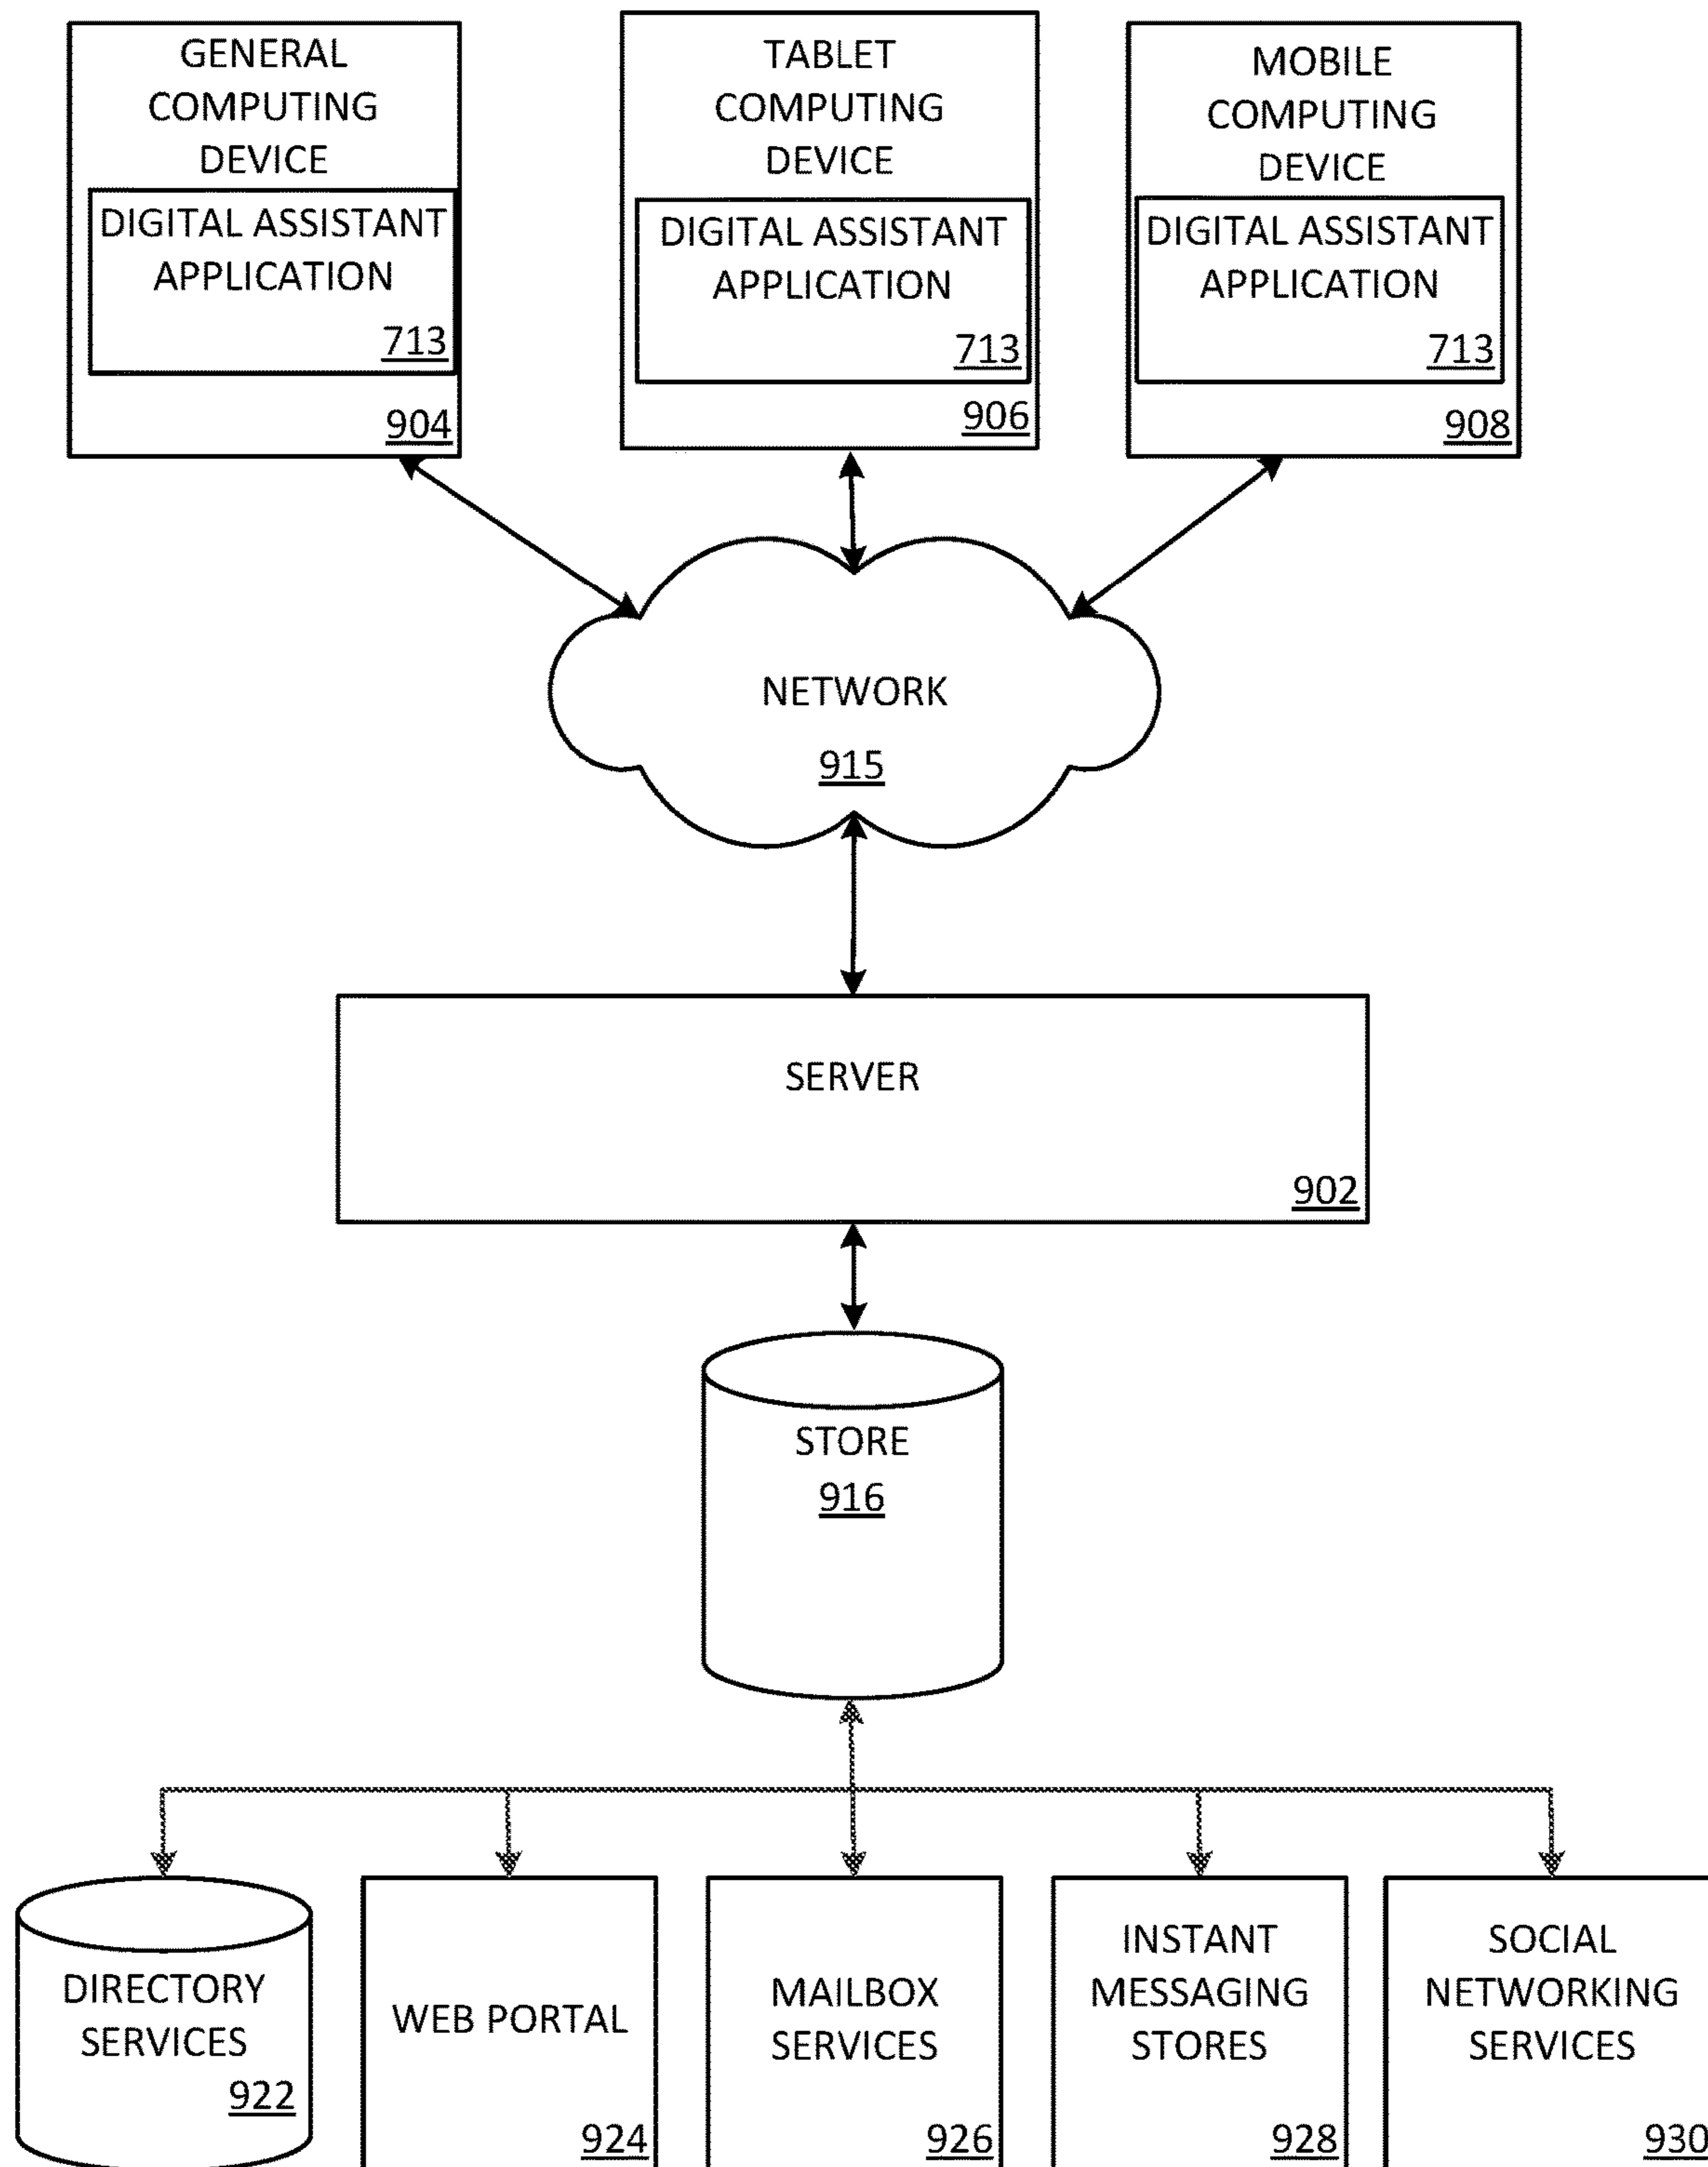 GENERAL
COMPUTING
DEVICE
DIGITAL ASSISTANT
APPLICATION
713
904
TABLET
COMPUTING
DEVICE
DIGITAL ASSISTANT
APPLICATION
713
906
MOBILE
COMPUTING
DEVICE
DIGITAL ASSISTANT
APPLICATION
713
908
NETWORK
915
SERVER
902
STORE
916
DIRECTORY
SERVICES
922
WEB PORTAL
924
MAILBOX
SERVICES
926
INSTANT
MESSAGING
STORES
928
SOCIAL
NETWORKING
SERVICES
930